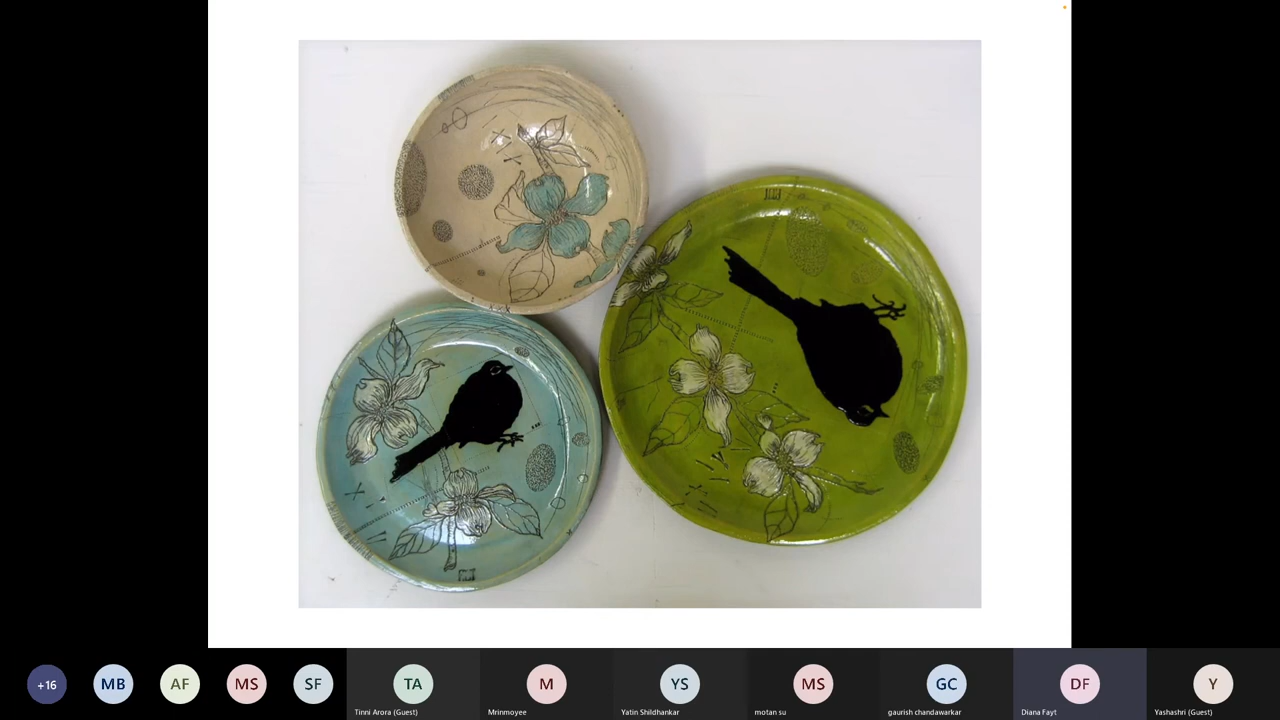 +16
MB
AF
MS
SF
TA
M
YS
MS
GC
DF
Y
Tinni Arora (Guest)
Mrinmoyee
Yatin Shildhankar
motan su
gaurish chandawarkar
Diana Fayt
Yashashri (Guest)